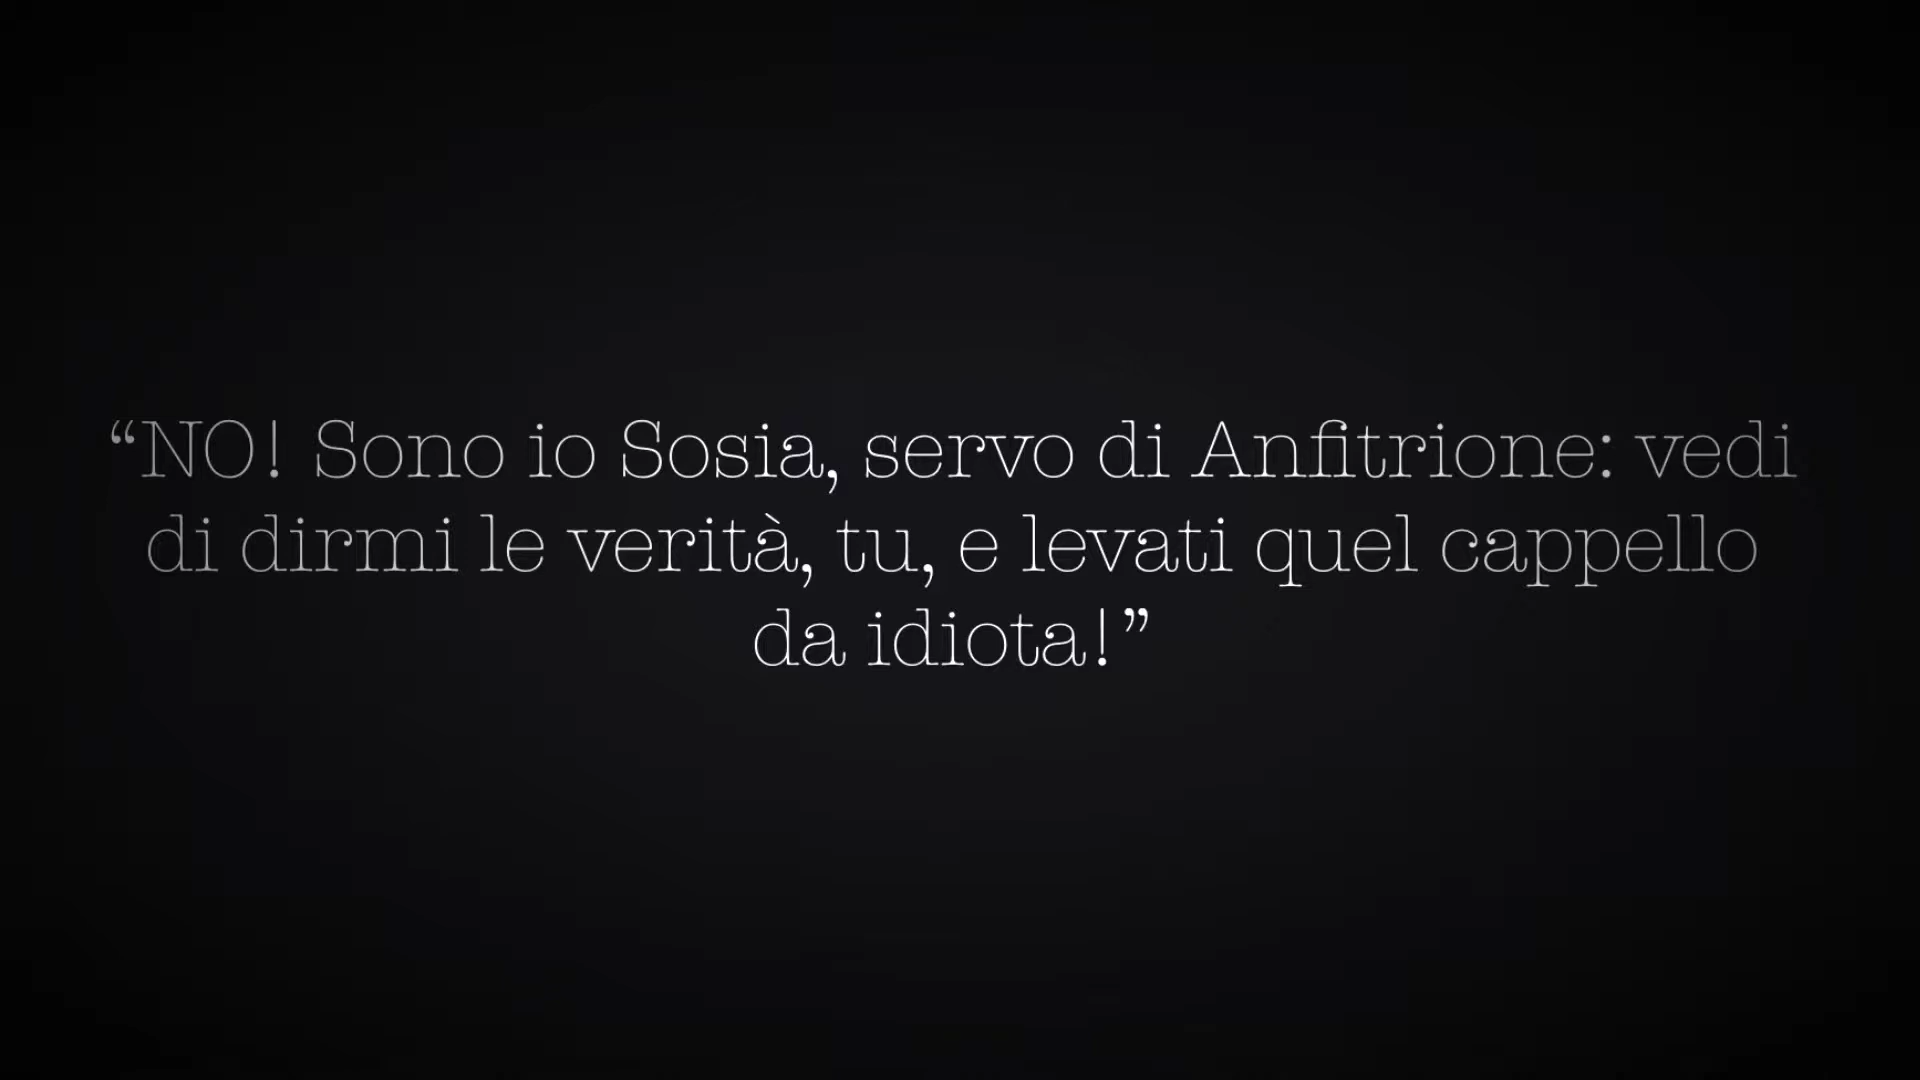 “NO! Sono io Sosia, servo di Anfitrione: vedi
di dirmi le verità, tu, e levati quel cappello
da idiota!”